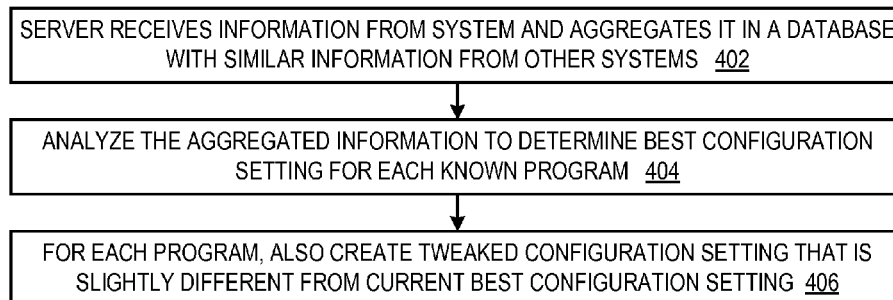 SERVER RECEIVES INFORMATION FROM SYSTEM AND AGGREGATES IT IN A DATABASE
WITH SIMILAR INFORMATION FROM OTHER SYSTEMS 402
ANALYZE THE AGGREGATED INFORMATION TO DETERMINE BEST CONFIGURATION
SETTING FOR EACH KNOWN PROGRAM 404
FOR EACH PROGRAM, ALSO CREATE TWEAKED CONFIGURATION SETTING THAT IS
SLIGHTLY DIFFERENT FROM CURRENT BEST CONFIGURATION SETTING 406